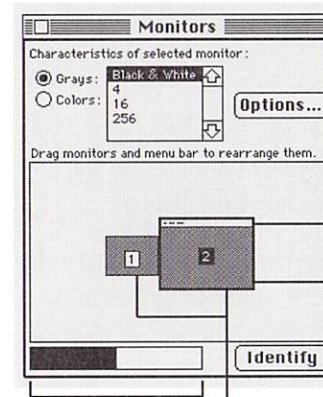 Monitors
Characteristics of selected monitor:
Grays:
Colors:
Black & White
4
16
256
Options...
Drag monitors and menu bar to rearrange them.
1
2
Identify